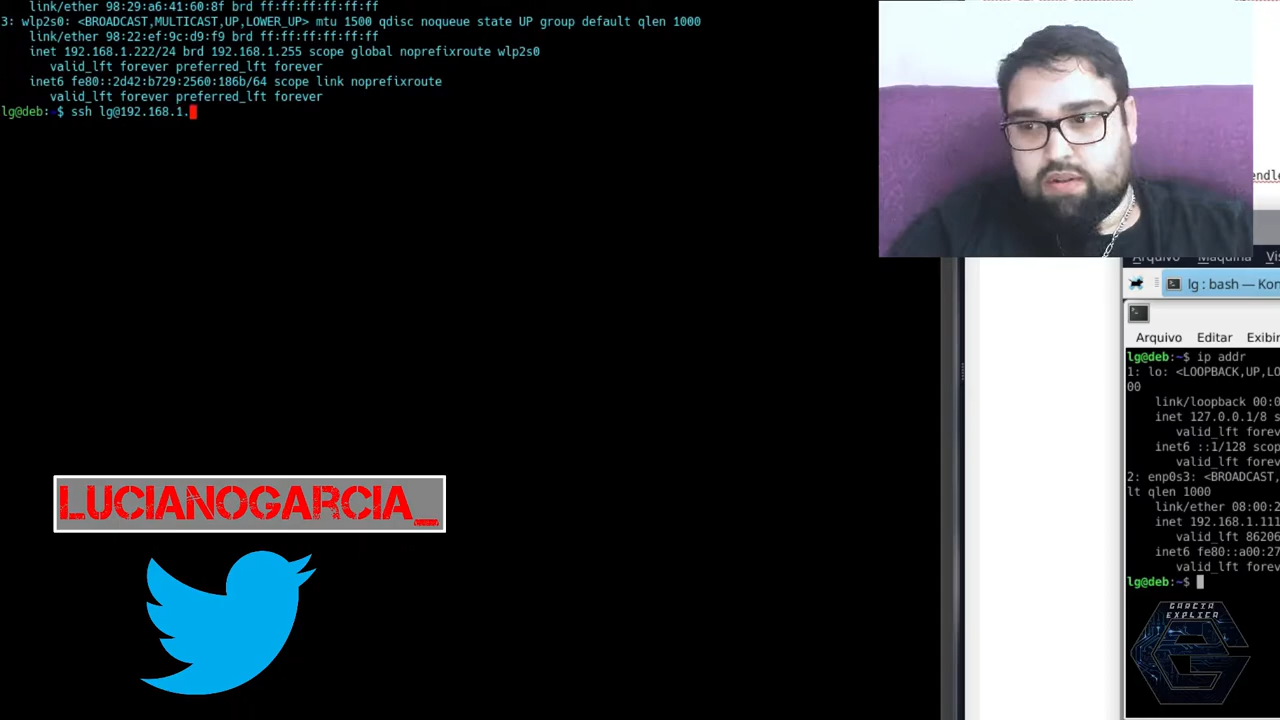 link/ether 98:29:a6:41:60:8f brd ff:ff:ff:ff:ff:ff
3: wlp2s0: <BROADCAST,MULTICAST,UP,LOWER_UP> mtu 1500 qdisc noqueue state UP group default qlen 1000
link/ether 98:22:ef:9c:d9:f9 brd ff:ff:ff:ff:ff:ff
inet 192.168.1.222/24 brd 192.168.1.255 scope global noprefixroute wlp2s0
valid_lft forever preferred_lft forever
inet6 fe80::2d42:b729:2560:186b/64 scope link noprefixroute
valid_lft forever preferred_lft forever
lg@deb:~$ ssh lg@192.168.1.
endle
Arquivo Maquina Vis
lg : bash — Kon
Arquivo Editar Exibir
lg@deb:~$ ip addr
1: lo: <LOOPBACK,UP,LO
00
link/loopback 00:0
inet 127.0.0.1/8 s
valid_lft forev
inet6 ::1/128 scop
valid_lft forev
2: enp0s3: <BROADCAST,
lt qlen 1000
link/ether 08:00:2
inet 192.168.1.111
valid_lft 86206
inet6 fe80::a00:27
valid_lft forev
lg@deb:~$
LUCIANOGARCIA_
GARCIA
EXPLICA